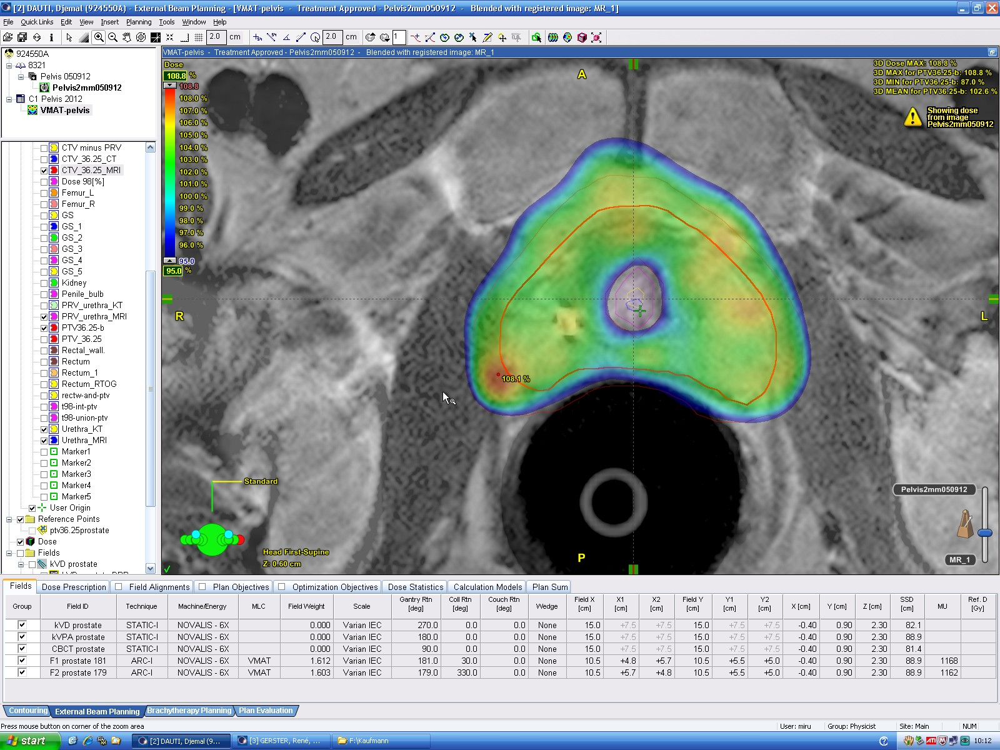 [2] DAUTI, Djemal (924550A) - External Beam Planning - [VMAT-pelvis - Treatment Approved - Pelvis2mm050912 - Blended with registered image: MR_1]
File Quick Links Edit View Insert Planning Tools Window Help
2.0 cm 2.0 cm 1
924550A
8321
Pelvis 050912
Pelvis2mm050912
C1 Pelvis 2012
VMAT-pelvis
CTV minus PRV
CTV_36.25_CT
CTV_36.25_MRI
Dose 98[%]
Femur_L
Femur_R
GS
GS_1
GS_2
GS_3
GS_4
GS_5
Kidney
Penile_bulb
PRV_urethra_KT
PRV_urethra_MRI
PTV36.25-b
PTV_36.25
Rectal_wall.
Rectum
Rectum_1
Rectum_RTOG
rectw-and-ptv
t98-int-ptv
t98-union-ptv
Urethra_KT
Urethra_MRI
Marker1
Marker2
Marker3
Marker4
Marker5
User Origin
Reference Points
ptv36.25prostate
Dose
Fields
kVD prostate
VMAT-pelvis - Treatment Approved - Pelvis2mm050912 - Blended with registered image: MR_1
Dose
108.8 %
108.8
108.0 %
107.0 %
106.0 %
105.0 %
104.0 %
103.0 %
102.0 %
101.0 %
100.0 %
99.0 %
98.0 %
97.0 %
96.0 %
95.0
95.0 %
A
3D Dose MAX: 108.8 %
3D MAX for PTV36.25-b: 108.8 %
3D MIN for PTV36.25-b: 87.0 %
3D MEAN for PTV36.25-b: 102.6 %
Showing dose
from image
Pelvis2mm050912
R
L
108.1 %
Standard
Head First-Supine
Z: 0.60 cm
P
Pelvis2mm050912
MR_1
Fields Dose Prescription Field Alignments Plan Objectives Optimization Objectives Dose Statistics Calculation Models Plan Sum
Group Field ID Technique Machine/Energy MLC Field Weight Scale Gantry Rtn [deg] Coll Rtn [deg] Couch Rtn [deg] Wedge Field X [cm] X1 [cm] X2 [cm] Field Y [cm] Y1 [cm] Y2 [cm] X [cm] Y [cm] Z [cm] SSD [cm] MU Ref. D [Gy]
kVD prostate STATIC-I NOVALIS - 6X 0.000 Varian IEC 270.0 0.0 0.0 None 15.0 +7.5 +7.5 15.0 +7.5 +7.5 -0.40 0.90 2.30 82.1
kVPA prostate STATIC-I NOVALIS - 6X 0.000 Varian IEC 180.0 0.0 0.0 None 15.0 +7.5 +7.5 15.0 +7.5 +7.5 -0.40 0.90 2.30 88.9
CBCT prostate STATIC-I NOVALIS - 6X 0.000 Varian IEC 90.0 0.0 0.0 None 15.0 +7.5 +7.5 15.0 +7.5 +7.5 -0.40 0.90 2.30 81.4
F1 prostate 181 ARC-I NOVALIS - 6X VMAT 1.612 Varian IEC 181.0 30.0 0.0 None 10.5 +4.8 +5.7 10.5 +5.5 +5.0 -0.40 0.90 2.30 88.9 1168
F2 prostate 179 ARC-I NOVALIS - 6X VMAT 1.603 Varian IEC 179.0 330.0 0.0 None 10.5 +5.7 +4.8 10.5 +5.5 +5.0 -0.40 0.90 2.30 88.9 1162
Contouring External Beam Planning Brachytherapy Planning Plan Evaluation
Press mouse button on corner of the zoom area User: miru Group: Physicist Site: Main NUM
start [2] DAUTI, Djemal (9... [3] GERSTER, René, ... F:\Kaufmann ATI 10:12